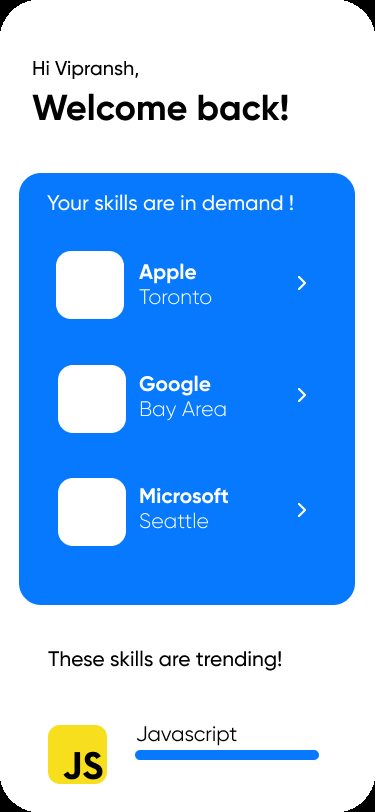 Hi Vipransh,
Welcome back!
Your skills are in demand !
Apple
Toronto
Google
Bay Area
Microsoft
Seattle
These skills are trending!
Javascript
JS